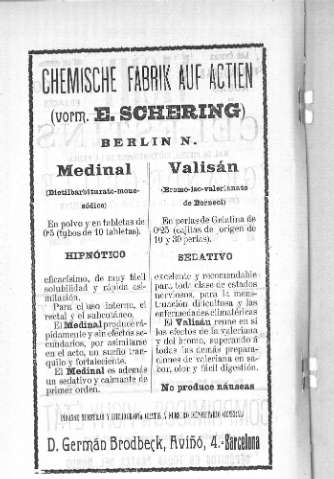 CHEMISCHE FABRIK AUF ACTIEN
(vorm. E. SCHERING)
BERLIN N.
Medinal
(Dietilbarbiturato-mono-
sódico)
En polvo y en tabletas de
0'5 (tubos de 10 tabletas).
HIPNÓTICO
eficacísimo, de muy fácil
solubilidad y rápida asi-
milación.
Para el uso interno, el
rectal y el subcutáneo.
El Medinal produce rá-
pidamente y sin efectos se-
cundarios, por asimilarse
en el acto, un sueño tran-
quilo y fortaleciente.
El Medinal es además
un sedativo y calmante de
primer orden.
Valisán
(Bromo-iso-valerianato
de Borneol)
En perlas de Gelatina de
0'25 (cajitas de origen de
10 y 30 perlas).
SEDATIVO
excelente y recomendable
para toda clase de estados
nerviosos, para la mens-
truación dificultosa y las
enfermedades climatéricas
El Valisán reune en sí
los efectos de la valeriana
y del bromo, superando á
todas las demás prepara-
ciones de valeriana en sa-
bor, olor y fácil digestión.
No produce náuseas
D. Germán Brodbeck, Aviñó, 4.-Barcelona